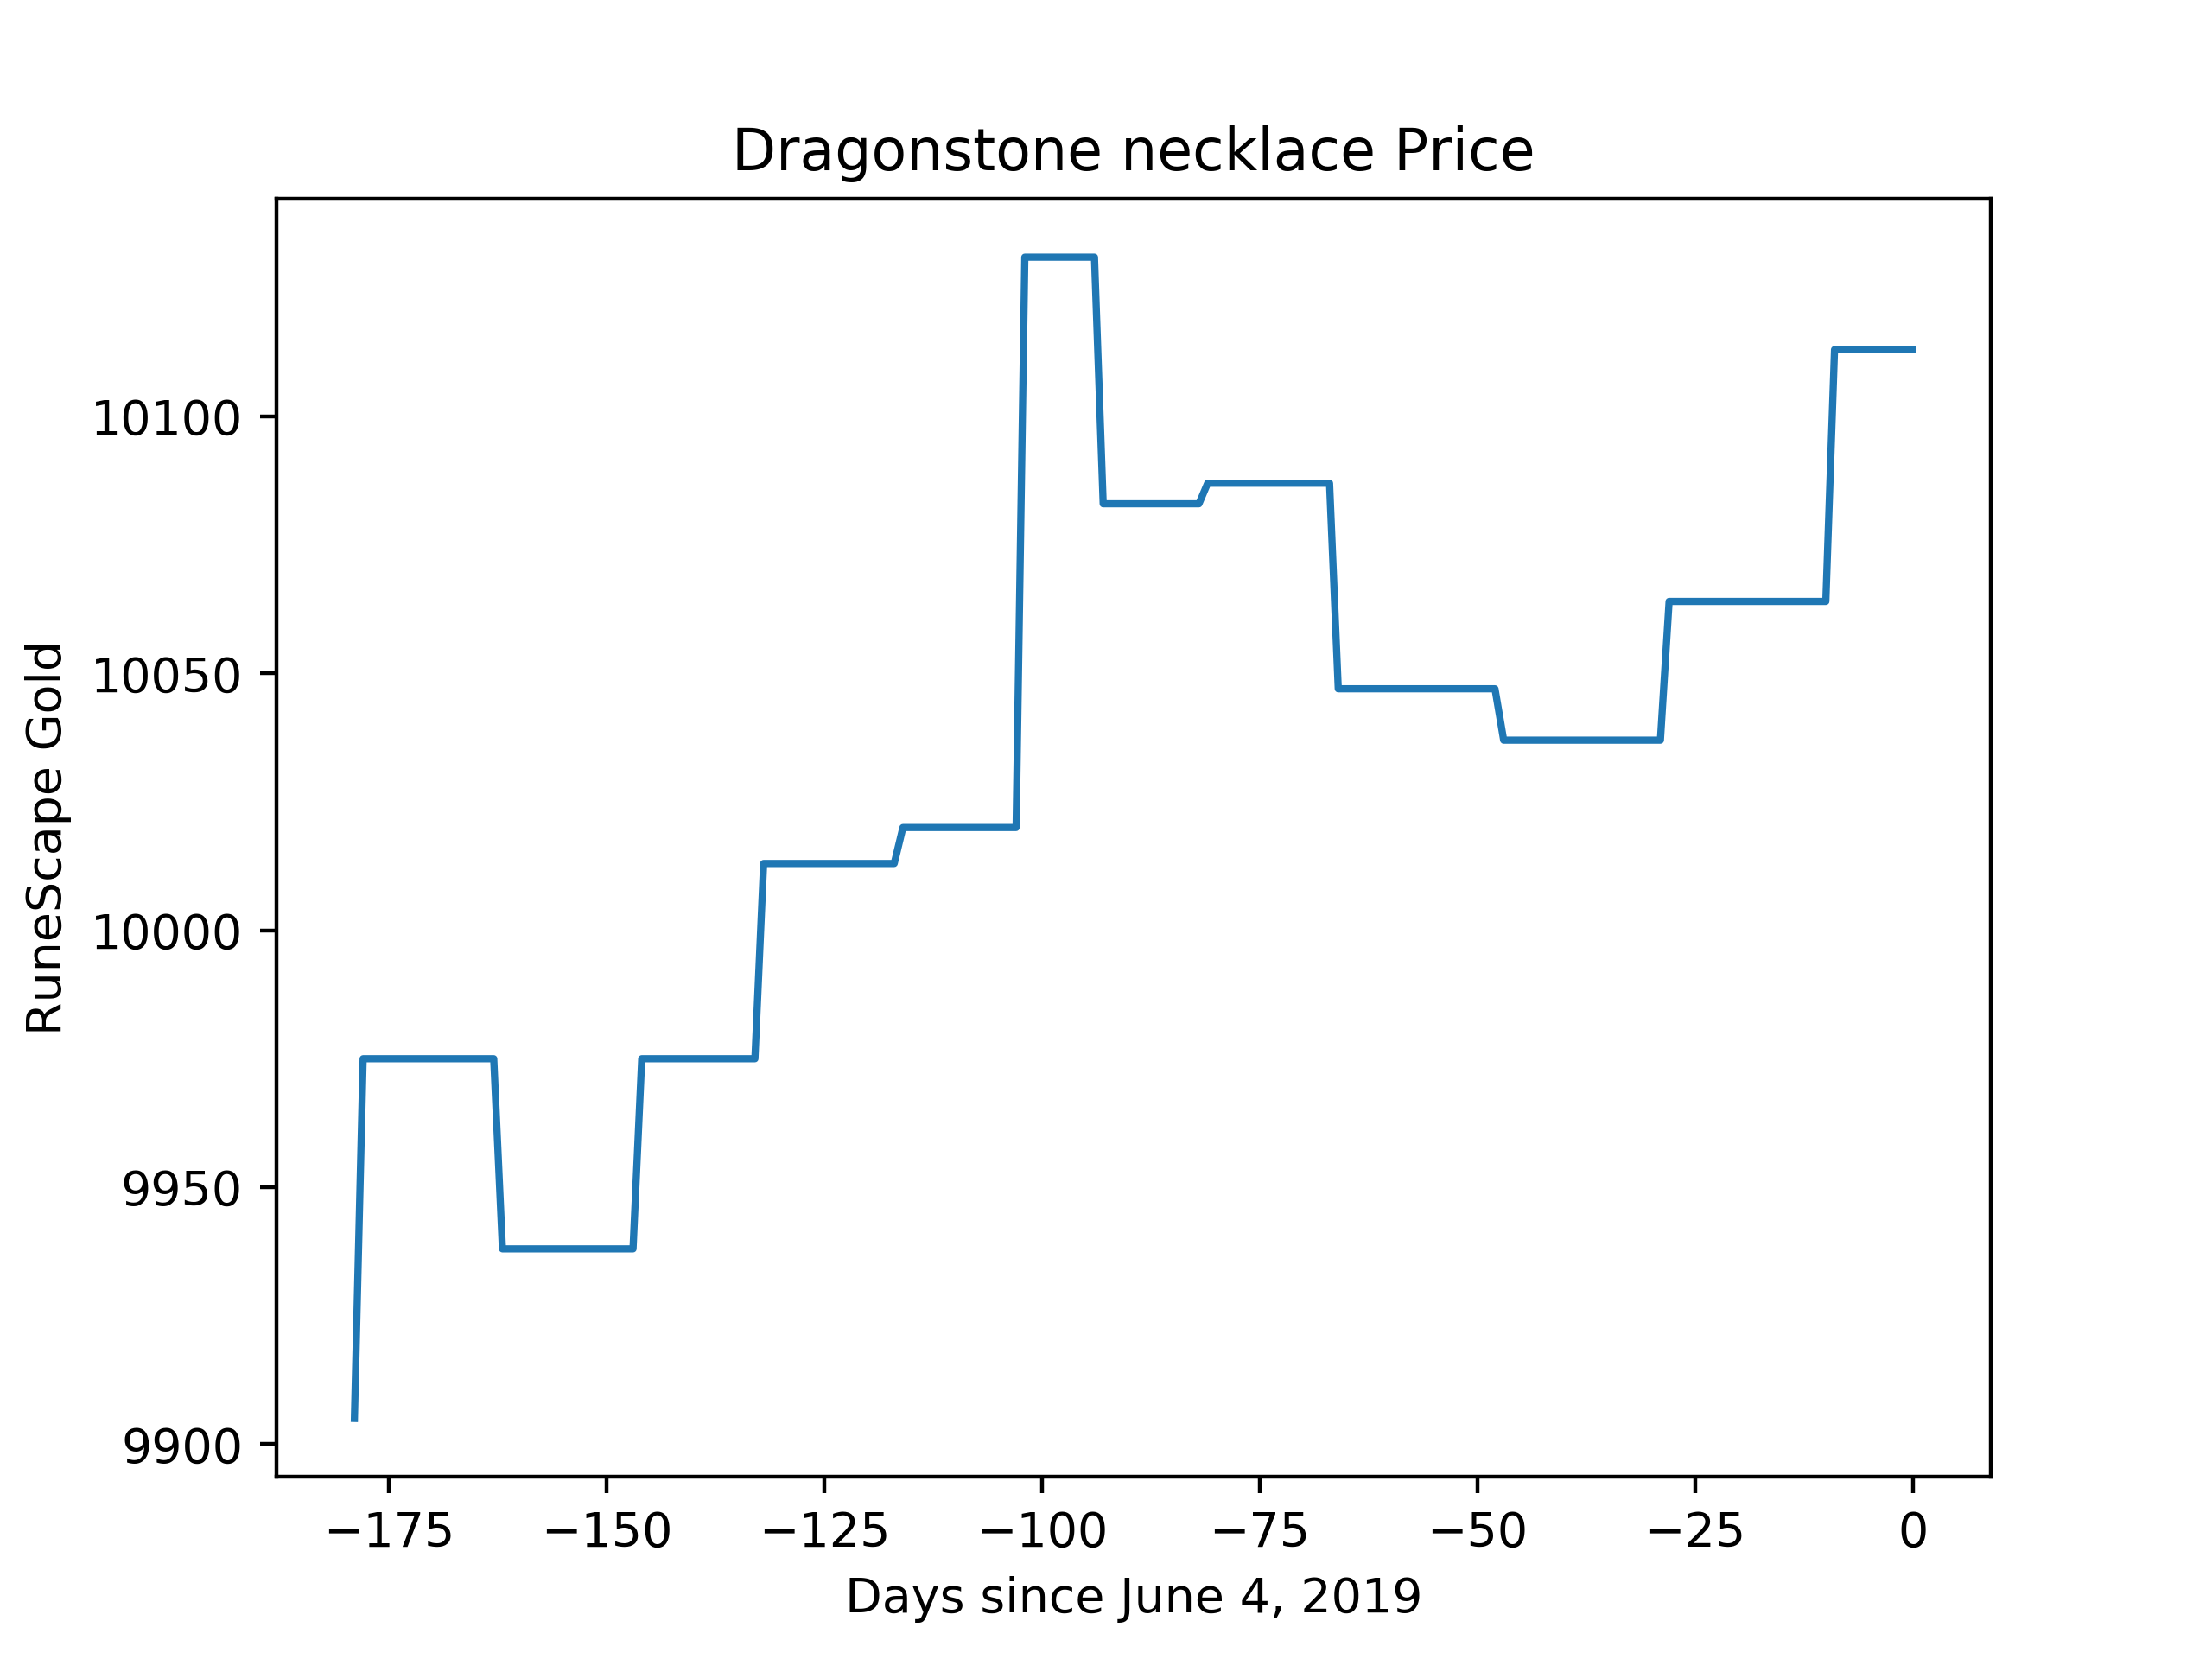 Dragonstone necklace Price
RuneScape Gold
10100
10050
10000
9950
9900
−175 −150 −125 −100 −75 −50 −25 0
Days since June 4, 2019